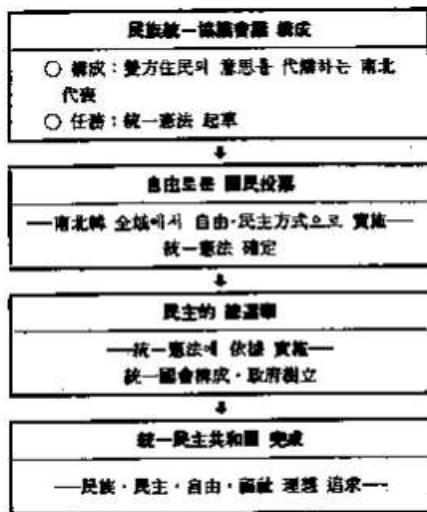 民族統一協議會議 構成
○ 構成：雙方住民의 意思를 代辯하는 南北
代表
○ 任務：統一憲法 起草
↓
自由로운 國民投票
—南北韓 全域에서 自由·民主方式으로 實施—
統一憲法 確定
↓
民主的 總選擧
—統一憲法에 依據 實施—
統一國會構成·政府樹立
↓
統一民主共和國 完成
—民族·民主·自由·福祉 理想 追求—